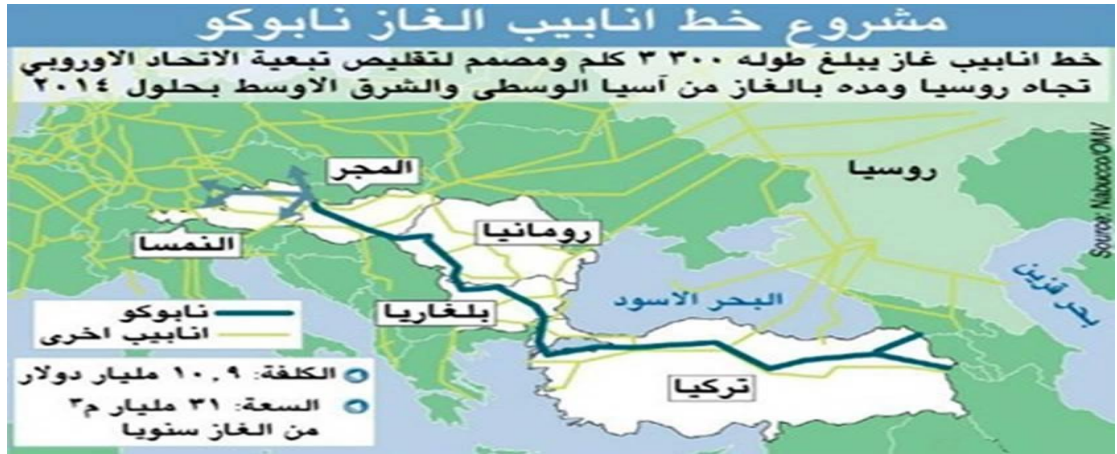 مشروع خط انابيب الغاز نابوكو
خط انابيب غاز يبلغ طوله ٣٣٠٠ كلم ومصمم لتقليص تبعية الاتحاد الاوروبي
تجاه روسيا ومده بالغاز من آسيا الوسطى والشرق الاوسط بحلول ٢٠١٤
روسيا
Source: Nabucco/OMV
المجر
النمسا
رومانيا
بحر قزوين
البحر الاسود
بلغاريا
تركيا
نابوكو
انابيب اخرى
الكلفة: ١٠,٩ مليار دولار
السعة: ٣١ مليار م٣
من الغاز سنويا